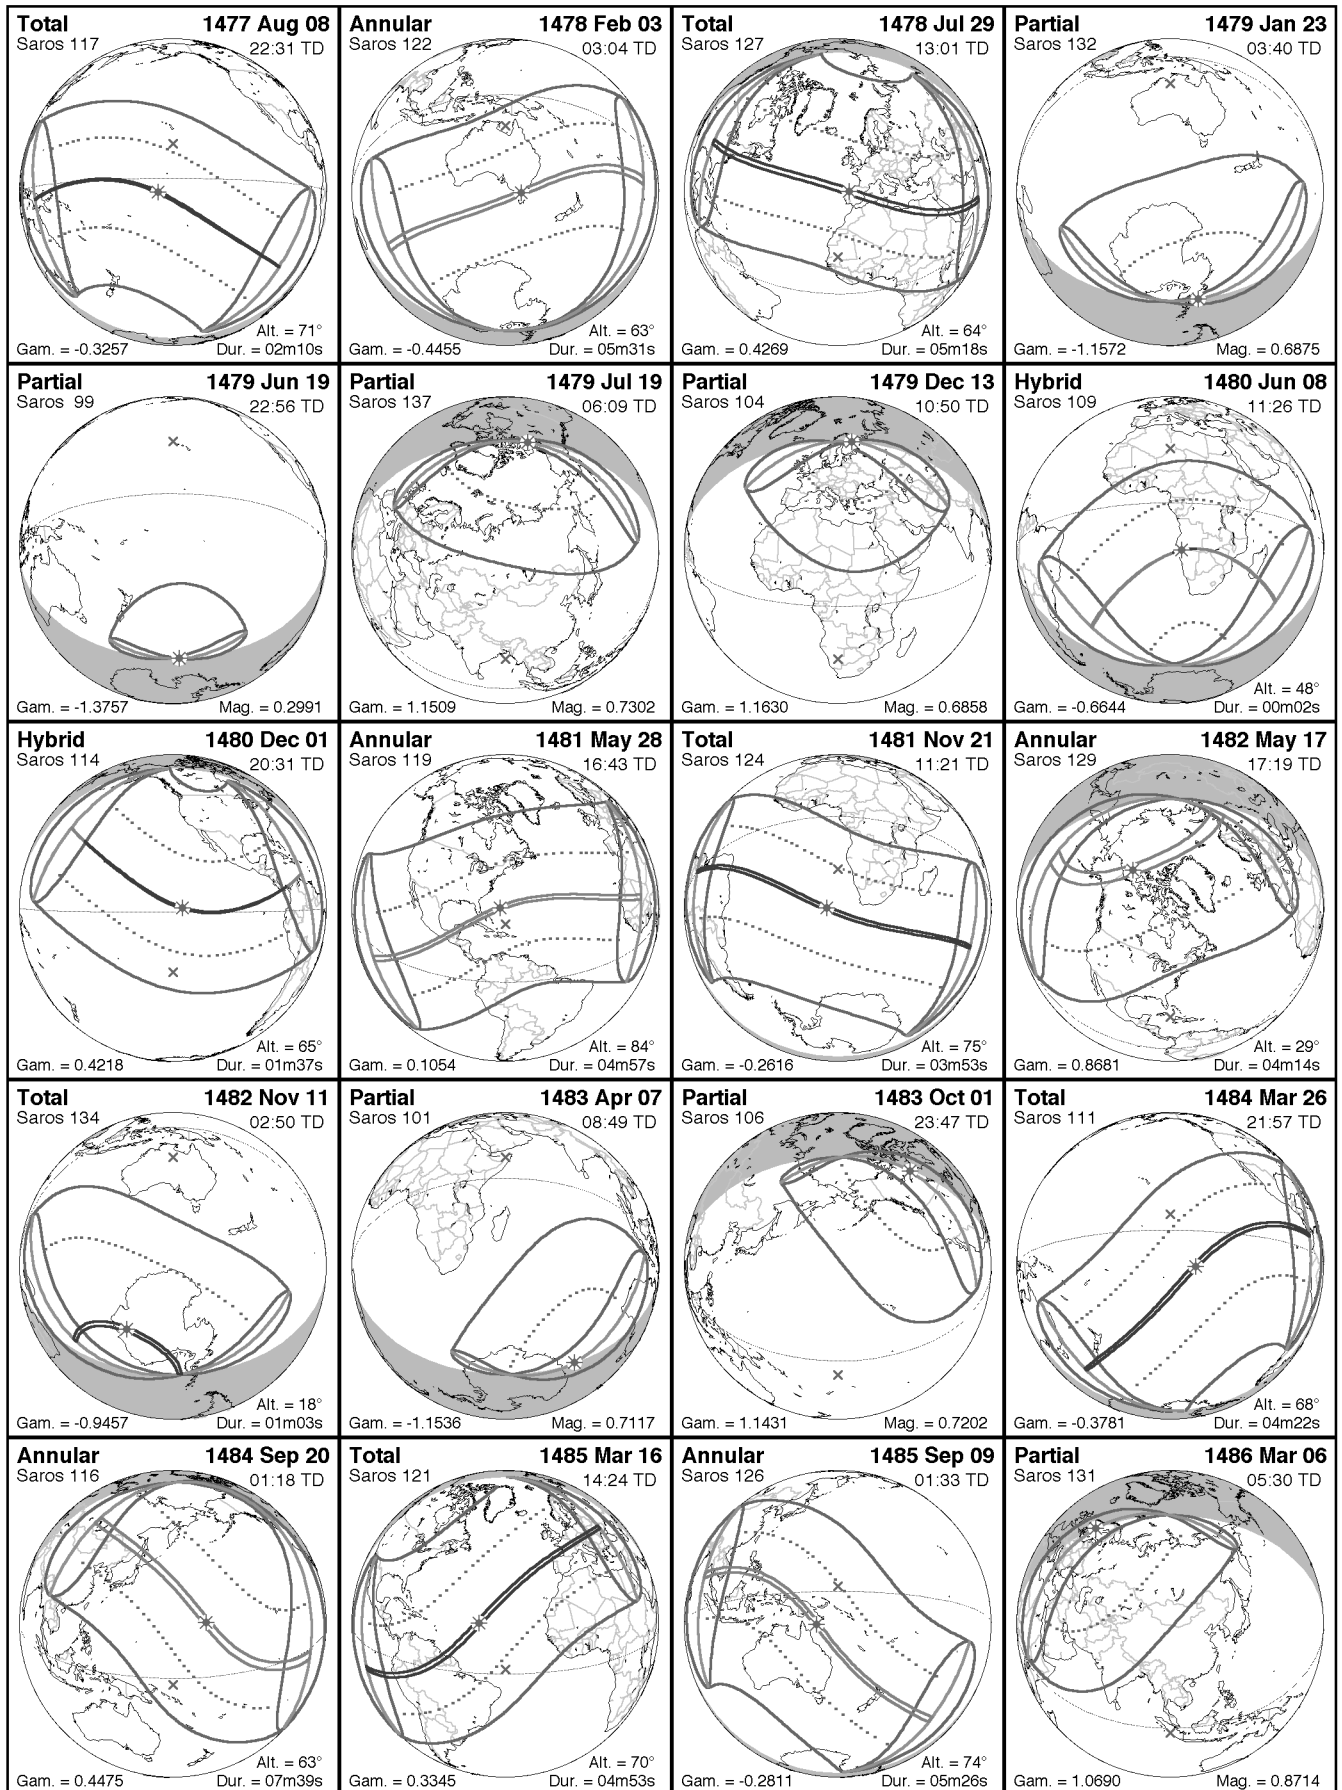 Total 1477 Aug 08
Saros 117 22:31 TD
Alt. = 71°
Gam. = -0.3257 Dur. = 02m10s
Annular 1478 Feb 03
Saros 122 03:04 TD
Alt. = 63°
Gam. = -0.4455 Dur. = 05m31s
Total 1478 Jul 29
Saros 127 13:01 TD
Alt. = 64°
Gam. = 0.4269 Dur. = 05m18s
Partial 1479 Jan 23
Saros 132 03:40 TD
Gam. = -1.1572 Mag. = 0.6875
Partial 1479 Jun 19
Saros 99 22:56 TD
Gam. = -1.3757 Mag. = 0.2991
Partial 1479 Jul 19
Saros 137 06:09 TD
Gam. = 1.1509 Mag. = 0.7302
Partial 1479 Dec 13
Saros 104 10:50 TD
Gam. = 1.1630 Mag. = 0.6858
Hybrid 1480 Jun 08
Saros 109 11:26 TD
Alt. = 48°
Gam. = -0.6644 Dur. = 00m02s
Hybrid 1480 Dec 01
Saros 114 20:31 TD
Alt. = 65°
Gam. = 0.4218 Dur. = 01m37s
Annular 1481 May 28
Saros 119 16:43 TD
Alt. = 84°
Gam. = 0.1054 Dur. = 04m57s
Total 1481 Nov 21
Saros 124 11:21 TD
Alt. = 75°
Gam. = -0.2616 Dur. = 03m53s
Annular 1482 May 17
Saros 129 17:19 TD
Alt. = 29°
Gam. = 0.8681 Dur. = 04m14s
Total 1482 Nov 11
Saros 134 02:50 TD
Alt. = 18°
Gam. = -0.9457 Dur. = 01m03s
Partial 1483 Apr 07
Saros 101 08:49 TD
Gam. = -1.1536 Mag. = 0.7117
Partial 1483 Oct 01
Saros 106 23:47 TD
Gam. = 1.1431 Mag. = 0.7202
Total 1484 Mar 26
Saros 111 21:57 TD
Alt. = 68°
Gam. = -0.3781 Dur. = 04m22s
Annular 1484 Sep 20
Saros 116 01:18 TD
Alt. = 63°
Gam. = 0.4475 Dur. = 07m39s
Total 1485 Mar 16
Saros 121 14:24 TD
Alt. = 70°
Gam. = 0.3345 Dur. = 04m53s
Annular 1485 Sep 09
Saros 126 01:33 TD
Alt. = 74°
Gam. = -0.2811 Dur. = 05m26s
Partial 1486 Mar 06
Saros 131 05:30 TD
Gam. = 1.0690 Mag. = 0.8714